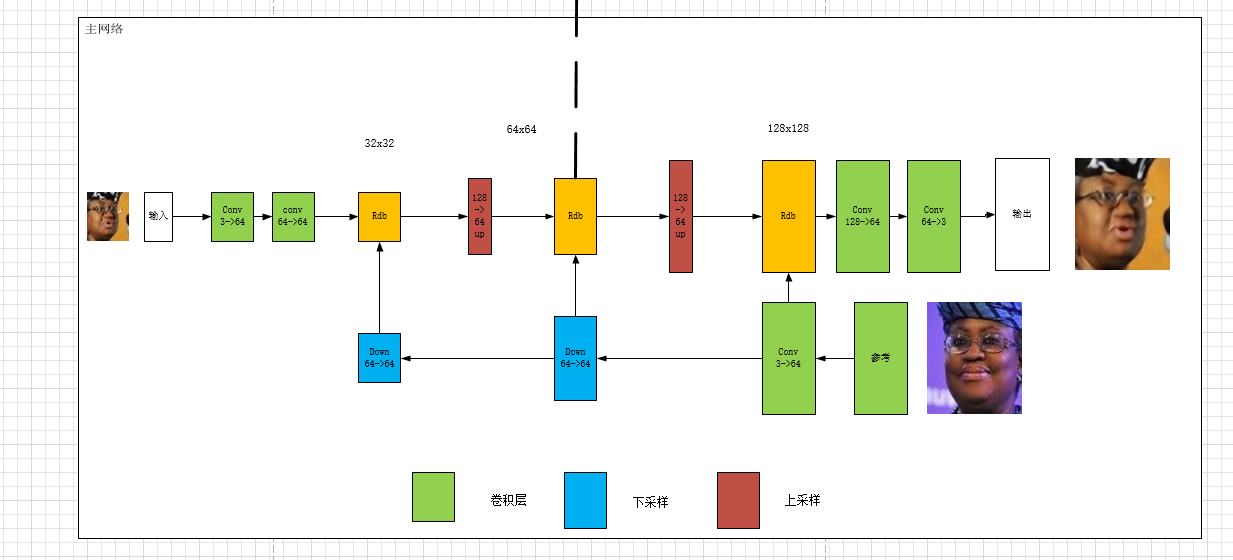 主网络
32x32
64x64
128x128
输入
Conv
3->64
conv
64->64
Rdb
128
->
64
up
Rdb
128
->
64
up
Rdb
Conv
128->64
Conv
64->3
输出
Down
64->64
Down
64->64
Conv
3->64
参考
卷积层
下采样
上采样